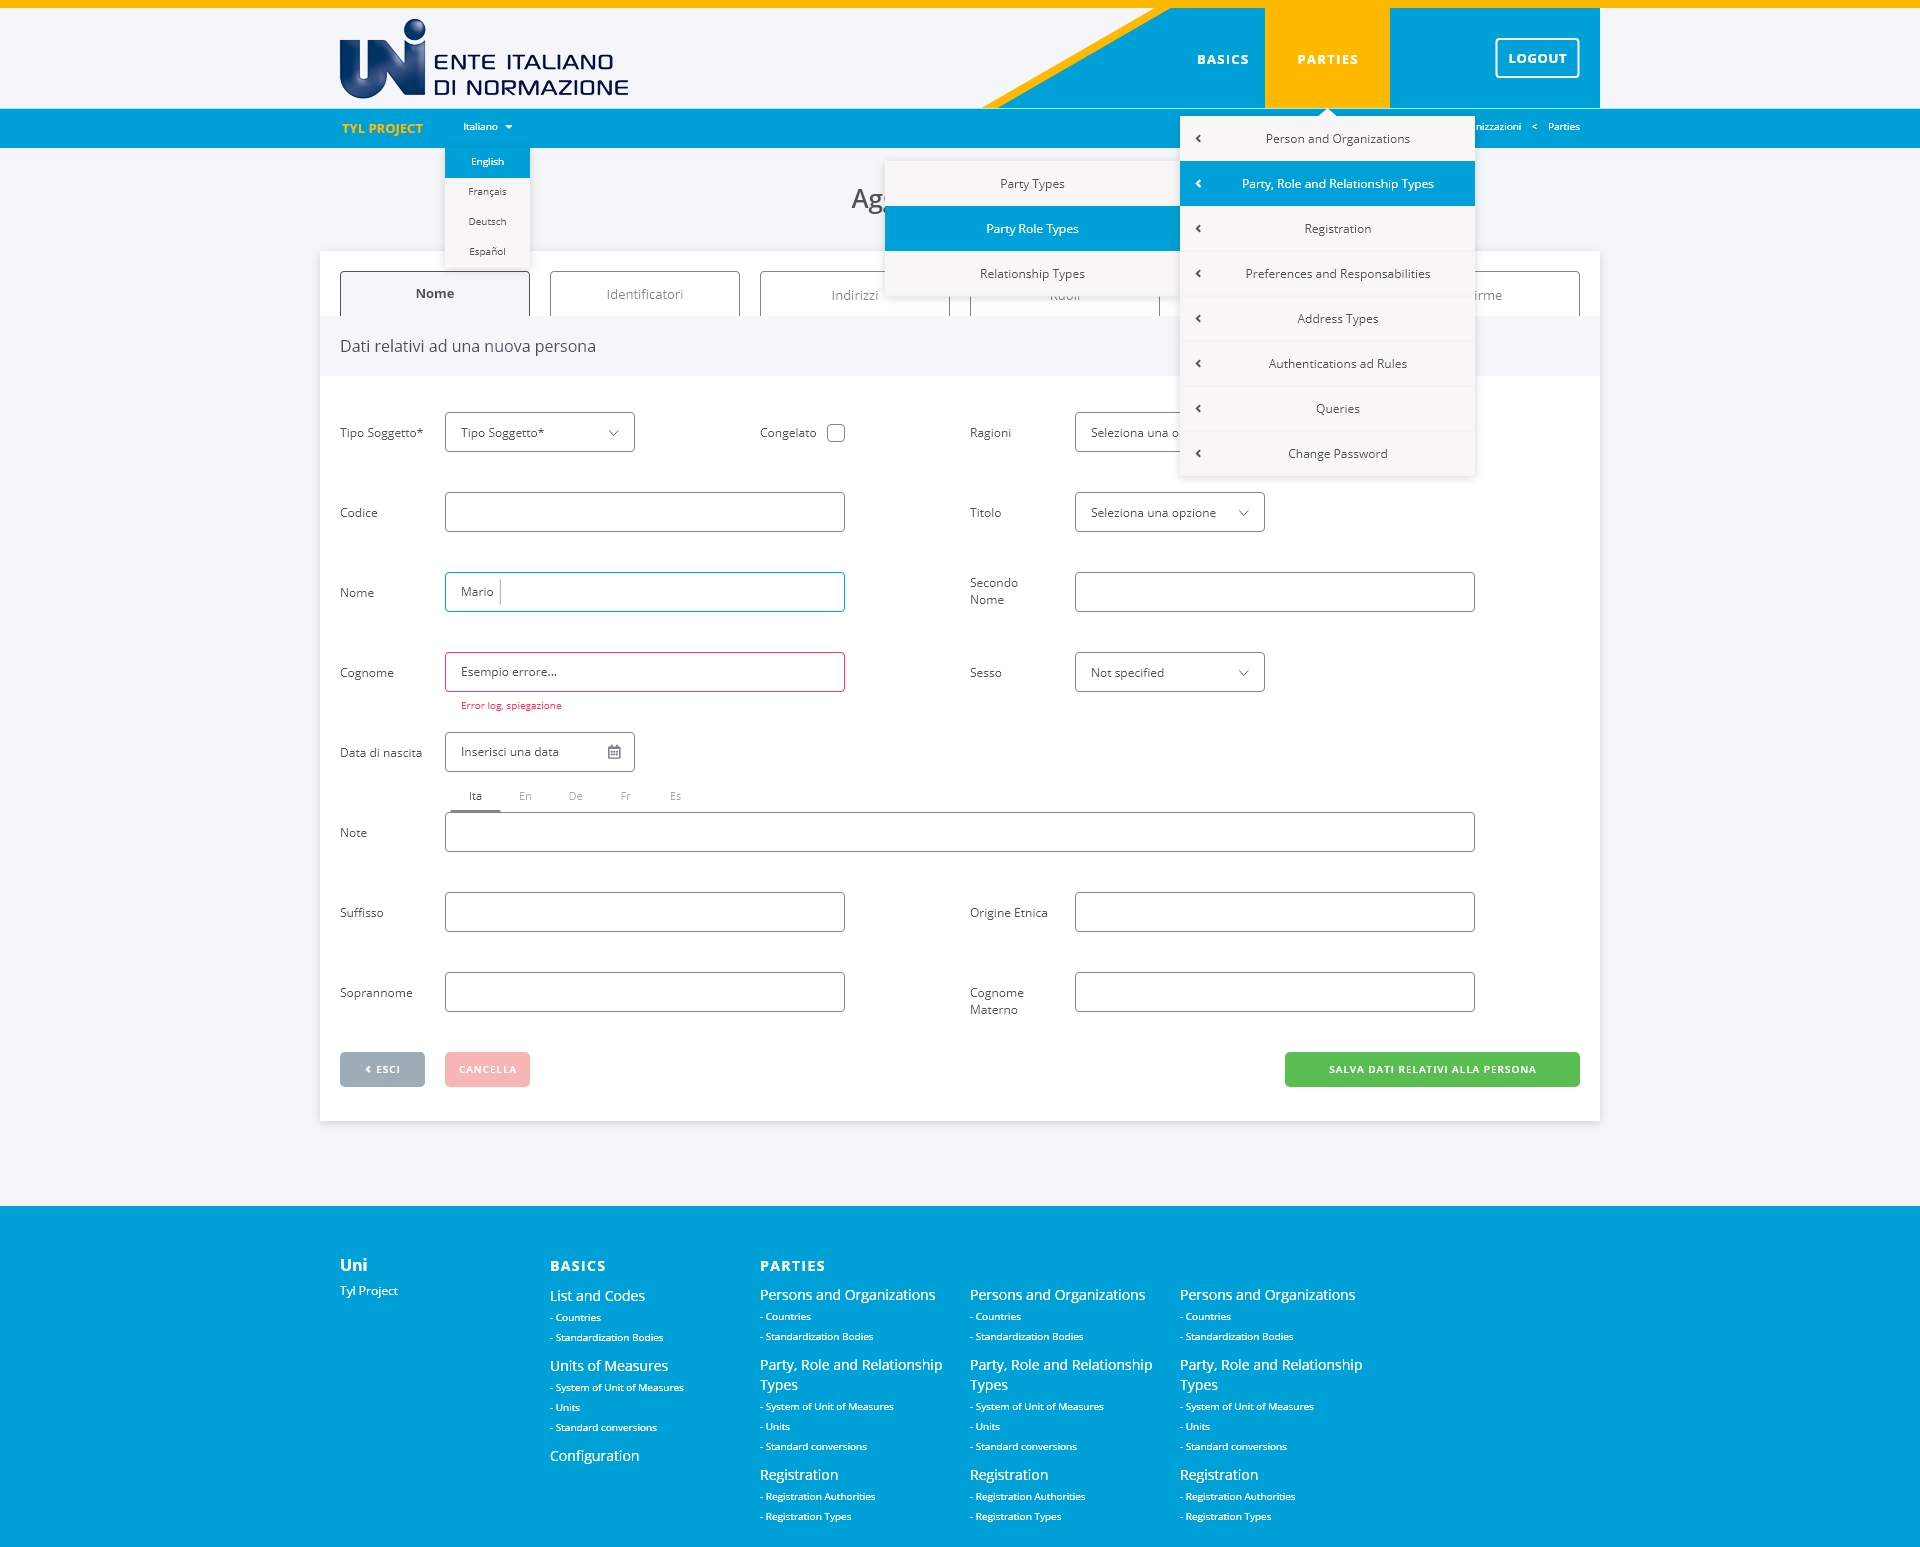 UNI ENTE ITALIANO
DI NORMAZIONE
BASICS
PARTIES
LOGOUT
TYL PROJECT
Italiano
< Parties
English
Français
Deutsch
Español
Person and Organizations
Party, Role and Relationship Types
Registration
Preferences and Responsabilities
Address Types
Authentications ad Rules
Queries
Change Password
Party Types
Party Role Types
Relationship Types
Nome
Identificatori
Indirizzi
Ruoli
Dati relativi ad una nuova persona
Tipo Soggetto*
Tipo Soggetto*
Congelato
Ragioni
Seleziona una o
Codice
Titolo
Seleziona una opzione
Nome
Mario
Secondo
Nome
Cognome
Esempio errore...
Error log, spiegazione
Sesso
Not specified
Data di nascita
Inserisci una data
Ita
En
De
Fr
Es
Note
Suffisso
Origine Etnica
Soprannome
Cognome
Materno
< ESCI
CANCELLA
SALVA DATI RELATIVI ALLA PERSONA
Uni
Tyl Project
BASICS
List and Codes
- Countries
- Standardization Bodies
Units of Measures
- System of Unit of Measures
- Units
- Standard conversions
Configuration
PARTIES
Persons and Organizations
- Countries
- Standardization Bodies
Party, Role and Relationship
Types
- System of Unit of Measures
- Units
- Standard conversions
Registration
- Registration Authorities
- Registration Types
Persons and Organizations
- Countries
- Standardization Bodies
Party, Role and Relationship
Types
- System of Unit of Measures
- Units
- Standard conversions
Registration
- Registration Authorities
- Registration Types
Persons and Organizations
- Countries
- Standardization Bodies
Party, Role and Relationship
Types
- System of Unit of Measures
- Units
- Standard conversions
Registration
- Registration Authorities
- Registration Types